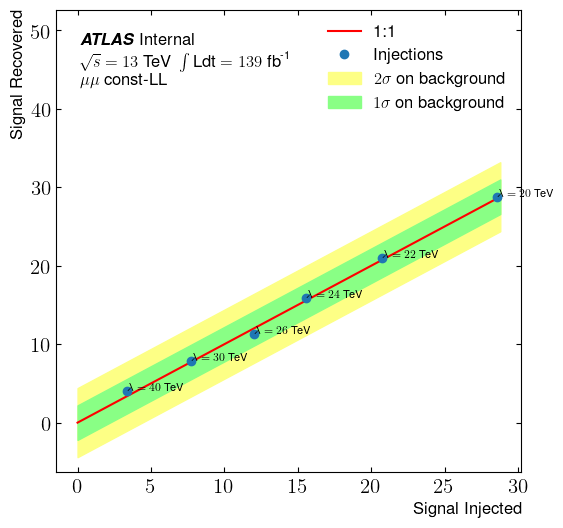 ATLAS Internal
√s = 13 TeV ∫ Ldt = 139 fb⁻¹
μμ const-LL
1:1
Injections
2σ on background
1σ on background
Signal Recovered
50
40
30
20
10
0
λ = 20 TeV
λ = 22 TeV
λ = 24 TeV
λ = 26 TeV
λ = 30 TeV
λ = 40 TeV
0 5 10 15 20 25 30
Signal Injected